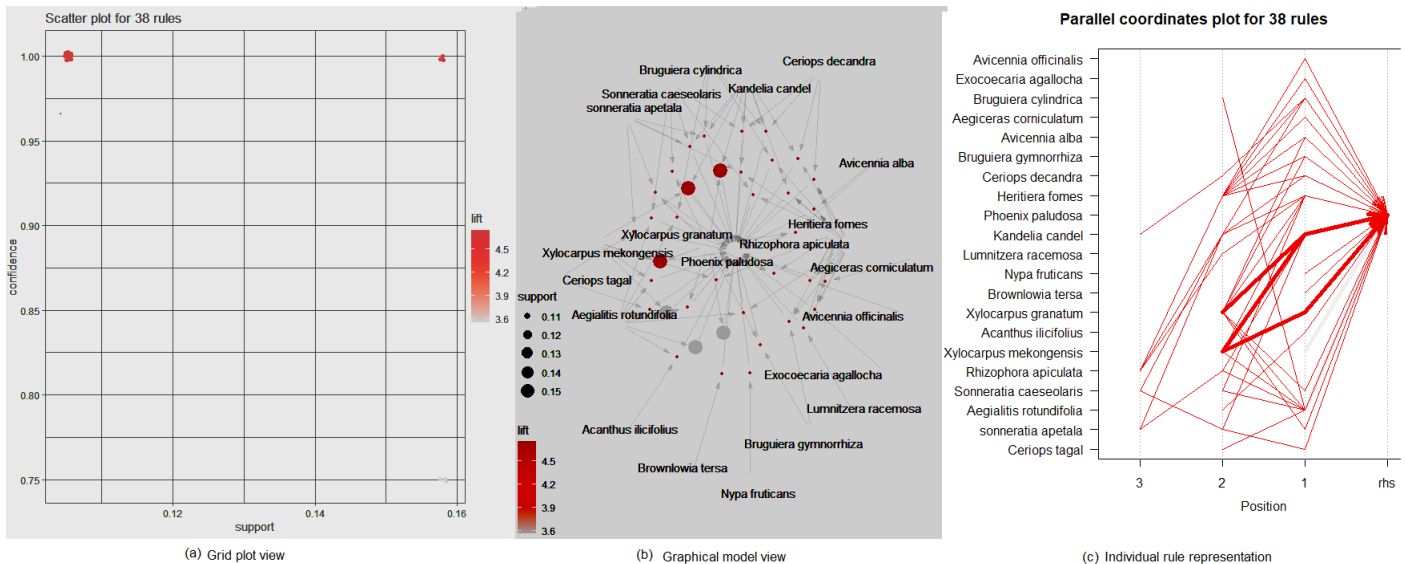 Scatter plot for 38 rules
1.00
0.95
0.90
0.85
0.80
0.75
confidence
0.12
0.14
0.16
support
lift
4.5
4.2
3.9
3.6
(a) Grid plot view
Ceriops decandra
Bruguiera cylindrica
Kandelia candel
Sonneratia caeseolaris
sonneratia apetala
Avicennia alba
Heritiera fomes
Xylocarpus granatum
Rhizophora apiculata
Xylocarpus mekongensis
Phoenix paludosa
Aegiceras corniculatum
Ceriops tagal
support
0.11
0.12
0.13
0.14
0.15
Aegialitis rotundifolia
Avicennia officinalis
Exocoecaria agallocha
Lumnitzera racemosa
Acanthus ilicifolius
Bruguiera gymnorrhiza
Brownlowia tersa
Nypa fruticans
lift
4.5
4.2
3.9
3.6
(b) Graphical model view
Parallel coordinates plot for 38 rules
Avicennia officinalis
Exocoecaria agallocha
Bruguiera cylindrica
Aegiceras corniculatum
Avicennia alba
Bruguiera gymnorrhiza
Ceriops decandra
Heritiera fomes
Phoenix paludosa
Kandelia candel
Lumnitzera racemosa
Nypa fruticans
Brownlowia tersa
Xylocarpus granatum
Acanthus ilicifolius
Xylocarpus mekongensis
Rhizophora apiculata
Sonneratia caeseolaris
Aegialitis rotundifolia
sonneratia apetala
Ceriops tagal
3 2 1 rhs
Position
(c) Individual rule representation